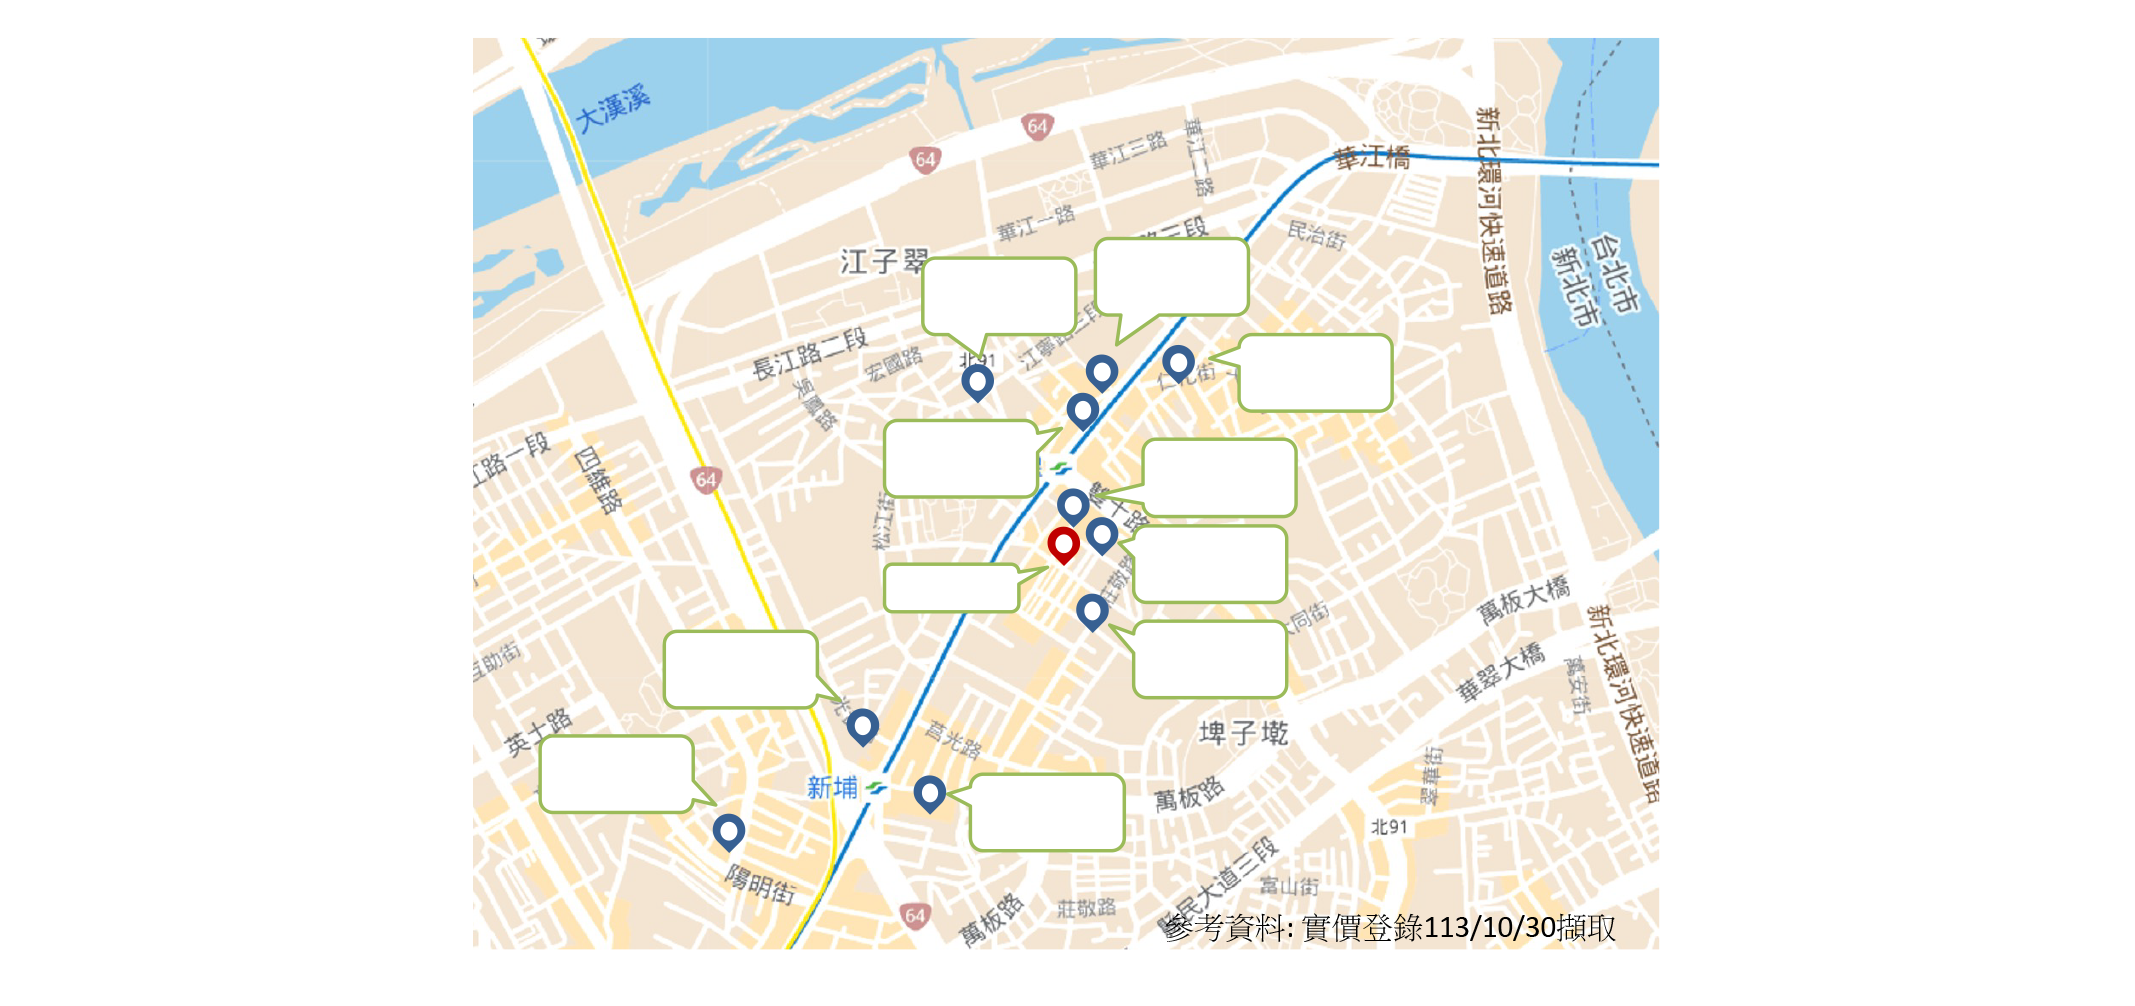 大漢溪
64
64
華江三路
華江二路
華江橋
新北環河快速道路
華江一路
路三段
民治街
江子翠
台北市
新北市
長江路二段
宏國路
北91
江寧路三段
仁化街
吳鳳路
江路一段
四維路
64
松江街
雙十路
莊敬路
萬板大橋
大同街
新北環河快速道路
互助街
華翠大橋
萬安街
英士路
光
莒光路
埤子墘
新埔
萬板路
翠華街
北91
陽明街
民大道三段
富山街
64
萬板路
莊敬路
參考資料: 實價登錄113/10/30擷取